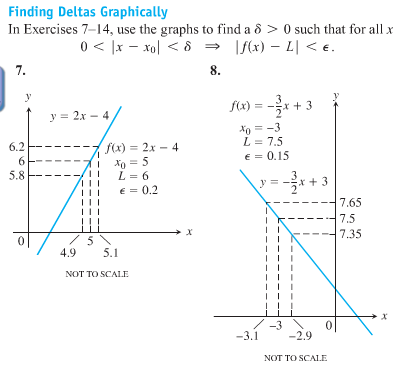 Finding Deltas Graphically
In Exercises 7–14, use the graphs to find a δ > 0 such that for all x
0 < |x − x₀| < δ ⇒ |f(x) − L| < ϵ.
7.
y
y = 2x − 4
f(x) = 2x − 4
x₀ = 5
L = 6
ϵ = 0.2
6.2
6
5.8
x
0
5
4.9
5.1
NOT TO SCALE
8.
y
f(x) = −3/2x + 3
x₀ = −3
L = 7.5
ϵ = 0.15
y = −3/2x + 3
7.65
7.5
7.35
x
−3
0
−3.1
−2.9
NOT TO SCALE